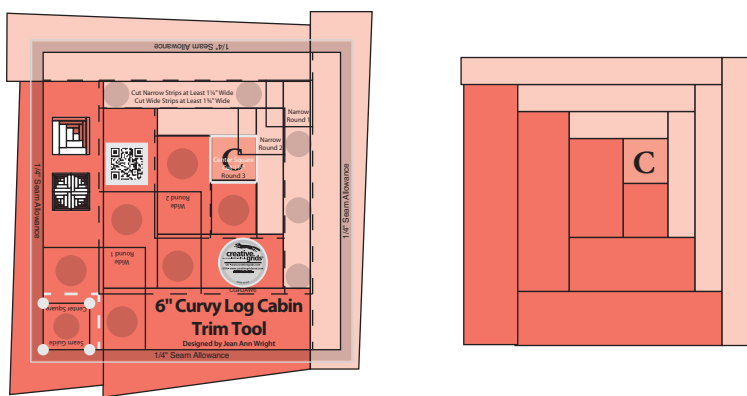 1/4" Seam Allowance
Cut Narrow Strips at Least 1¼" Wide
Cut Wide Strips at Least 1¾" Wide
Narrow
Round 1
Narrow
Round 2
C
Center Square
Round 3
C
Wide
Round 2
Wide
Round 1
1/4" Seam Allowance
1/4" Seam Allowance
creative
grids
Center Square
Seam Guide
6" Curvy Log Cabin
Trim Tool
Designed by Jean Ann Wright
1/4" Seam Allowance